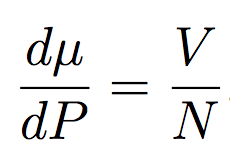 dμ/dP = V/N.